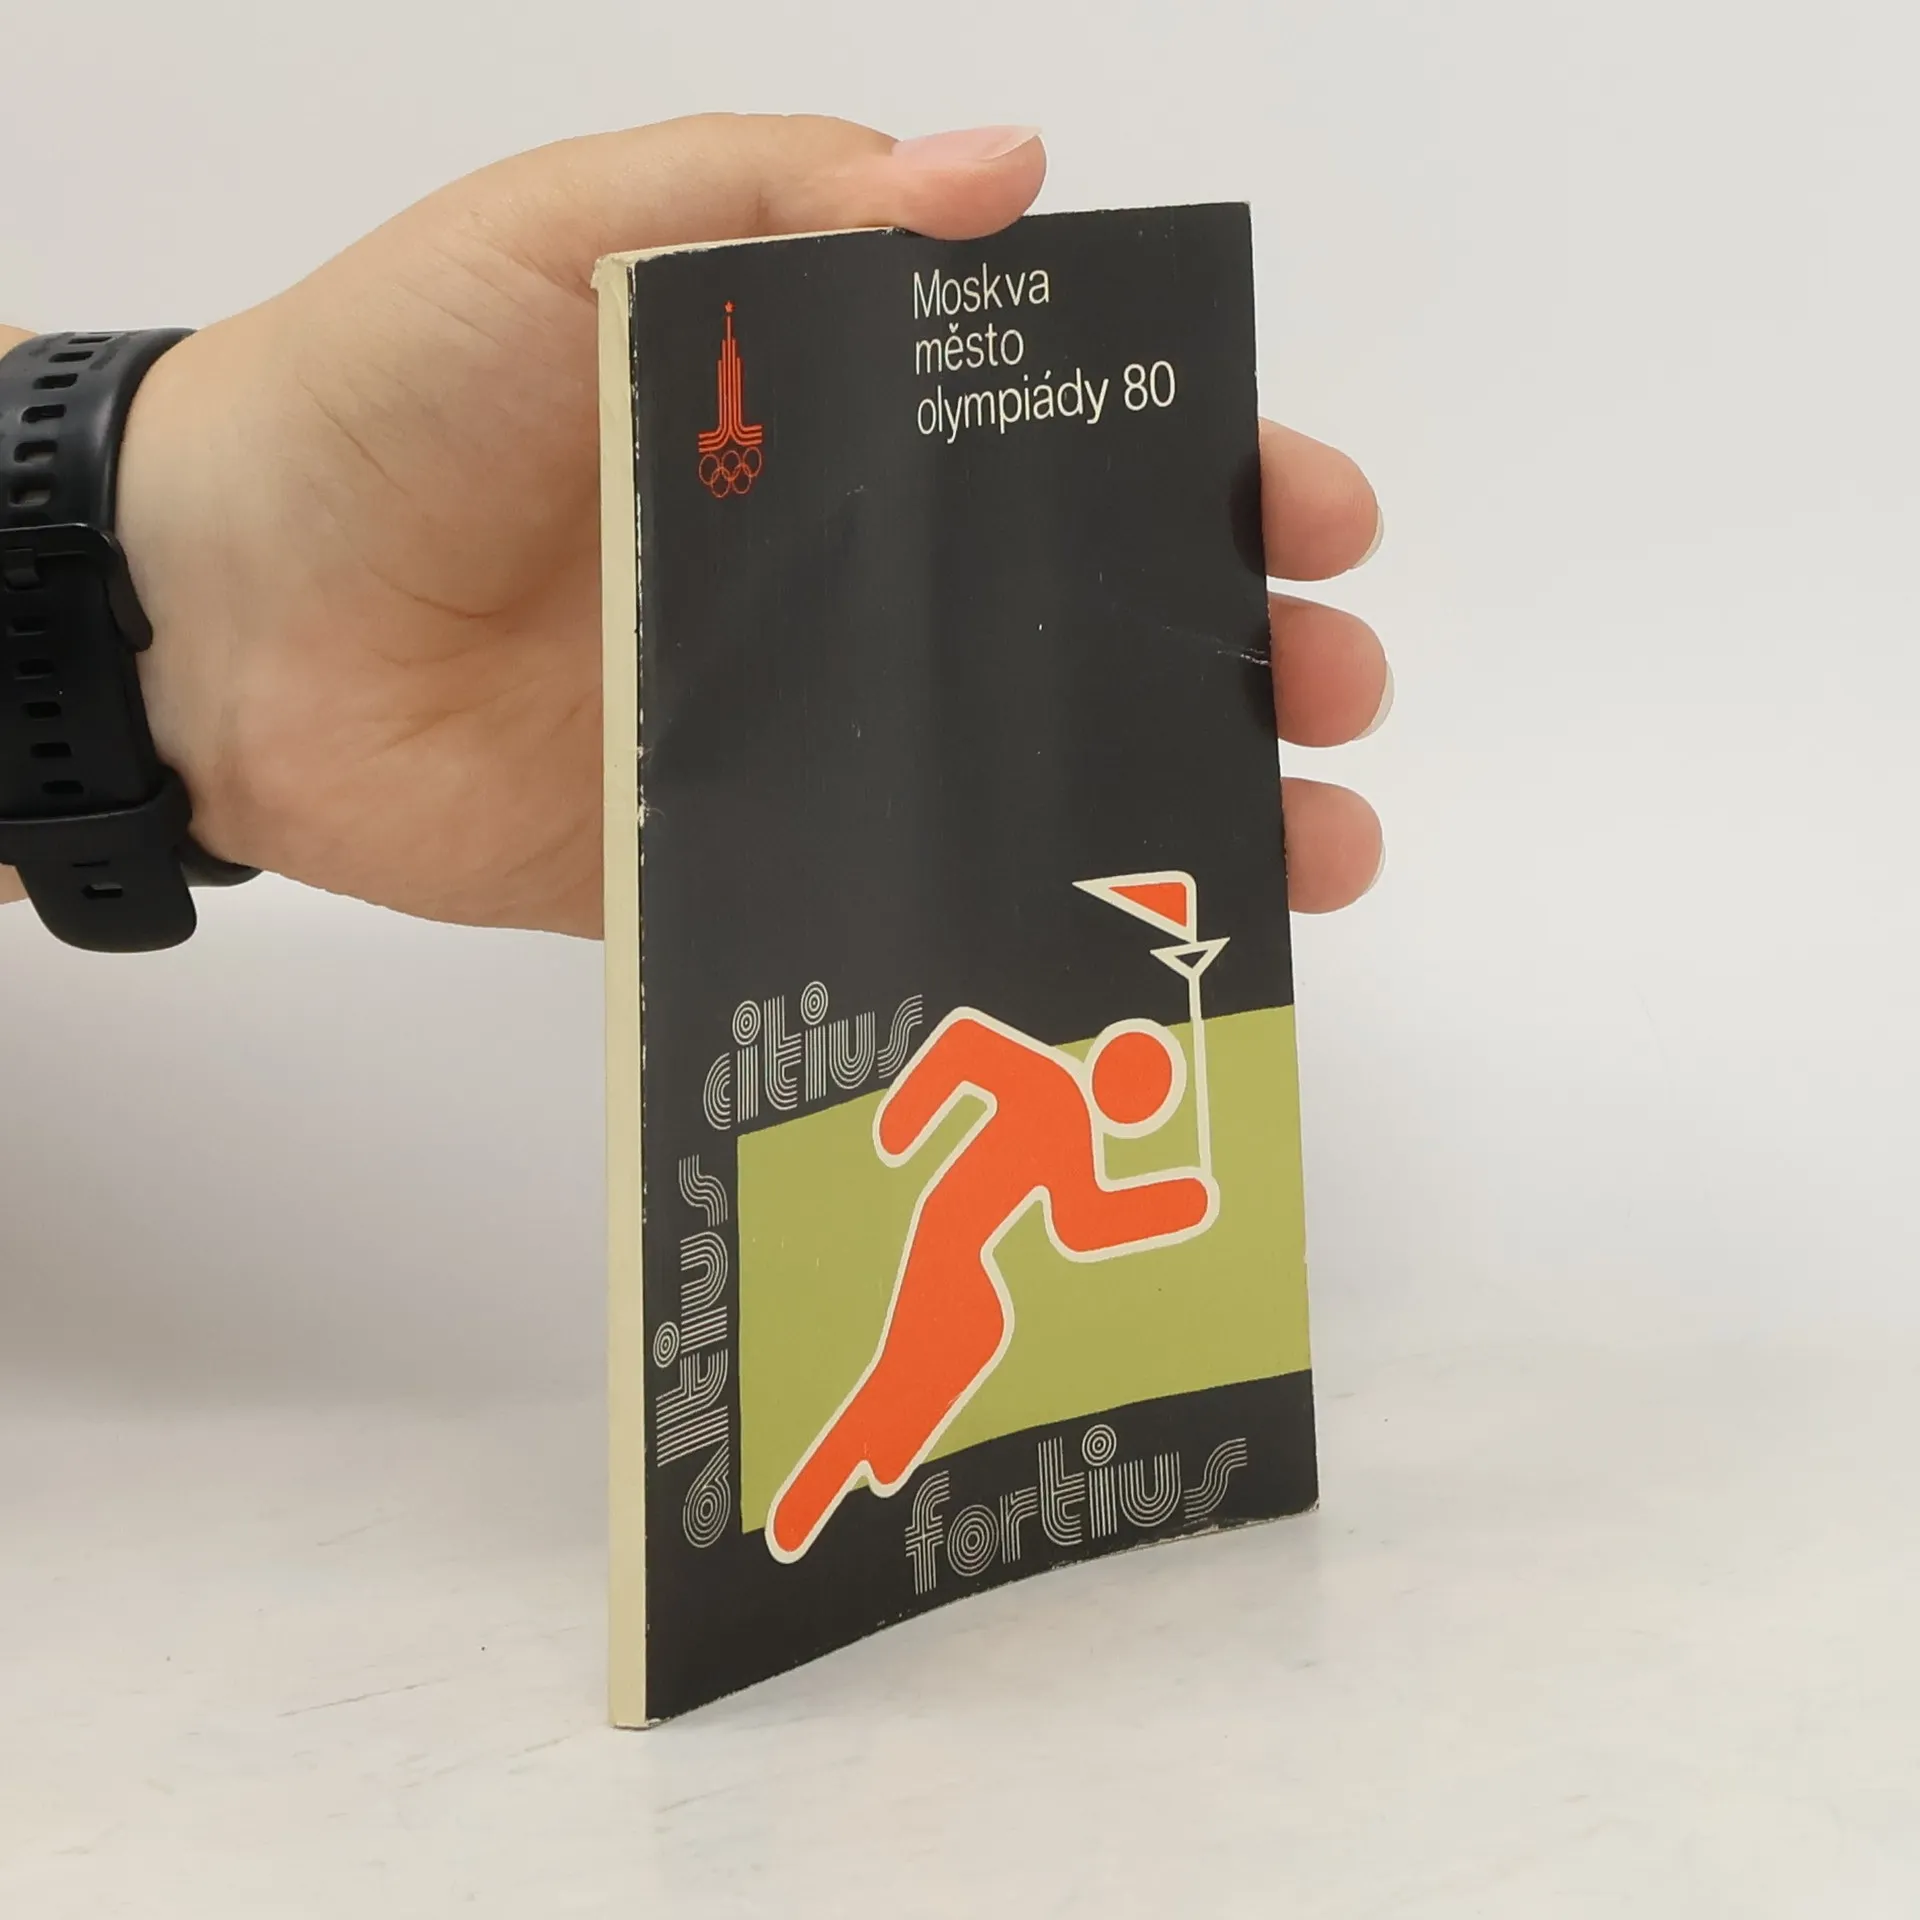 Moskva
město
olympiády 80
citius
altius
fortius